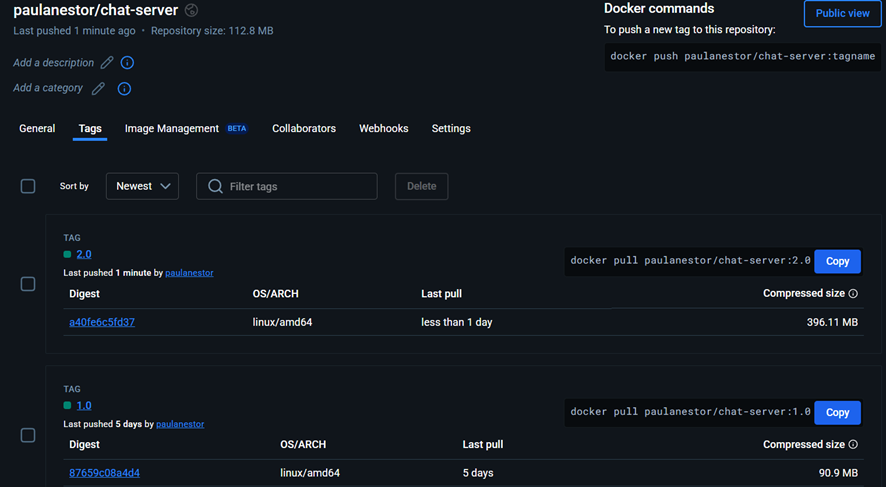 paulanestor/chat-server
Last pushed 1 minute ago • Repository size: 112.8 MB
Add a description
Add a category
Docker commands
Public view
To push a new tag to this repository:
docker push paulanestor/chat-server:tagname
General Tags Image Management BETA Collaborators Webhooks Settings
Sort by Newest Filter tags Delete
TAG
2.0
docker pull paulanestor/chat-server:2.0 Copy
Last pushed 1 minute by paulanestor
Digest OS/ARCH Last pull Compressed size
a40fe6c5fd37 linux/amd64 less than 1 day 396.11 MB
TAG
1.0
docker pull paulanestor/chat-server:1.0 Copy
Last pushed 5 days by paulanestor
Digest OS/ARCH Last pull Compressed size
87659c08a4d4 linux/amd64 5 days 90.9 MB